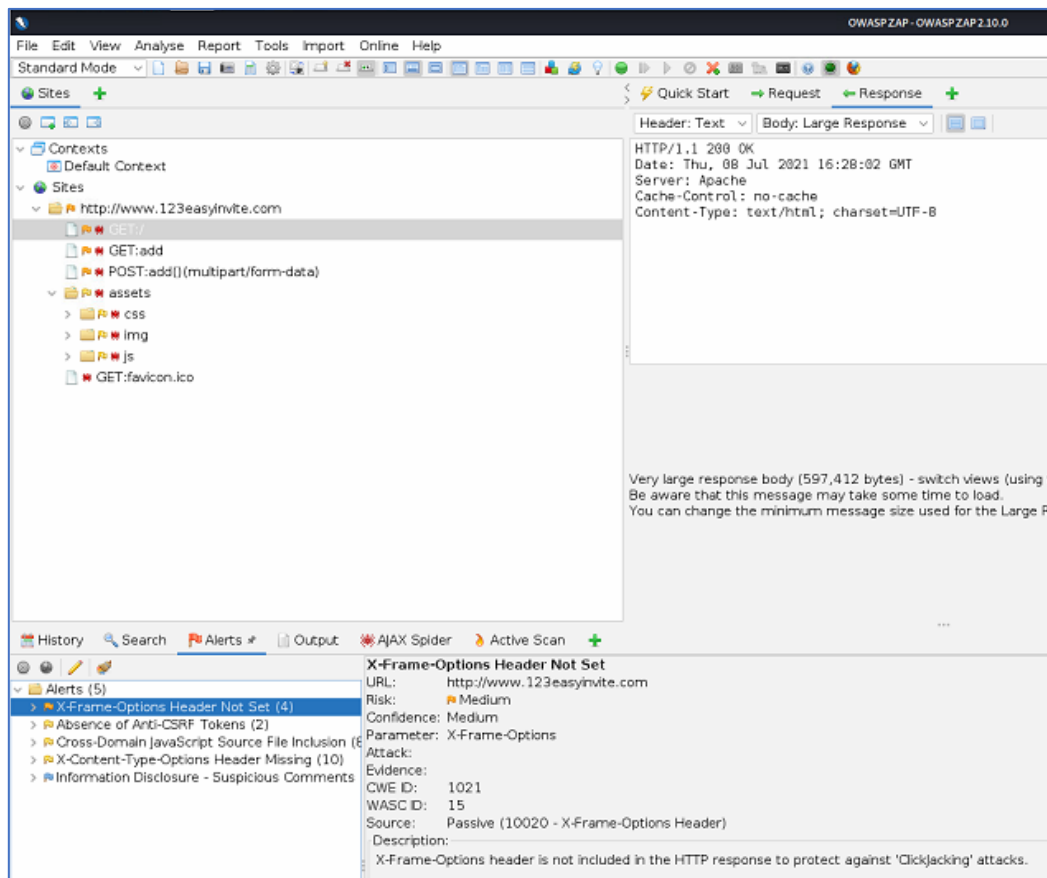 OWASP ZAP - OWASP ZAP 2.10.0
File Edit View Analyse Report Tools Import Online Help
Standard Mode
Sites
Quick Start Request Response
Header: Text Body: Large Response
Contexts
Default Context
Sites
http://www.123easyinvite.com
GET:/
GET:add
POST:add()(multipart/form-data)
assets
css
img
js
GET:favicon.ico
HTTP/1.1 200 OK
Date: Thu, 08 Jul 2021 16:28:02 GMT
Server: Apache
Cache-Control: no-cache
Content-Type: text/html; charset=UTF-8
Very large response body (597,412 bytes) - switch views (using
Be aware that this message may take some time to load.
You can change the minimum message size used for the Large
History Search Alerts Output AJAX Spider Active Scan
Alerts (5)
X-Frame-Options Header Not Set (4)
Absence of Anti-CSRF Tokens (2)
Cross-Domain JavaScript Source File Inclusion
X-Content-Type-Options Header Missing (10)
Information Disclosure - Suspicious Comments
X-Frame-Options Header Not Set
URL: http://www.123easyinvite.com
Risk: Medium
Confidence: Medium
Parameter: X-Frame-Options
Attack:
Evidence:
CWE ID: 1021
WASC ID: 15
Source: Passive (10020 - X-Frame-Options Header)
Description:
X-Frame-Options header is not included in the HTTP response to protect against 'ClickJacking' attacks.